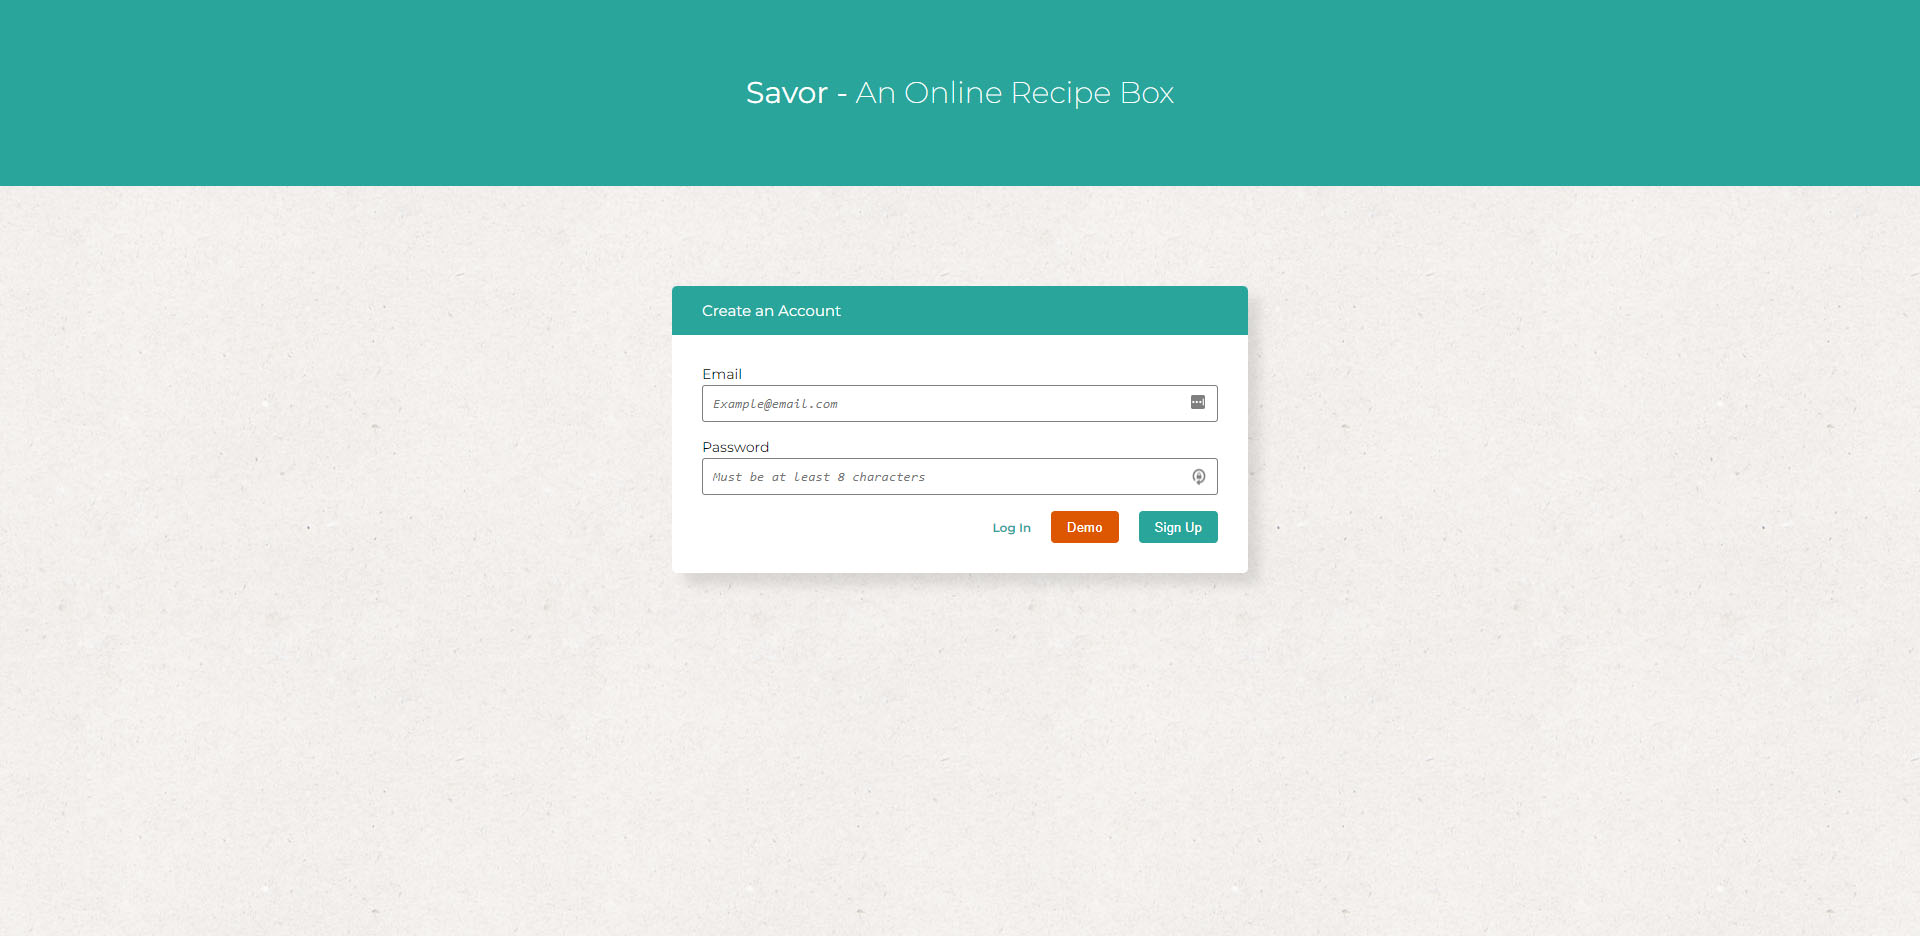 Savor - An Online Recipe Box
Create an Account
Email
Example@email.com
Password
Must be at least 8 characters
Log In
Demo
Sign Up